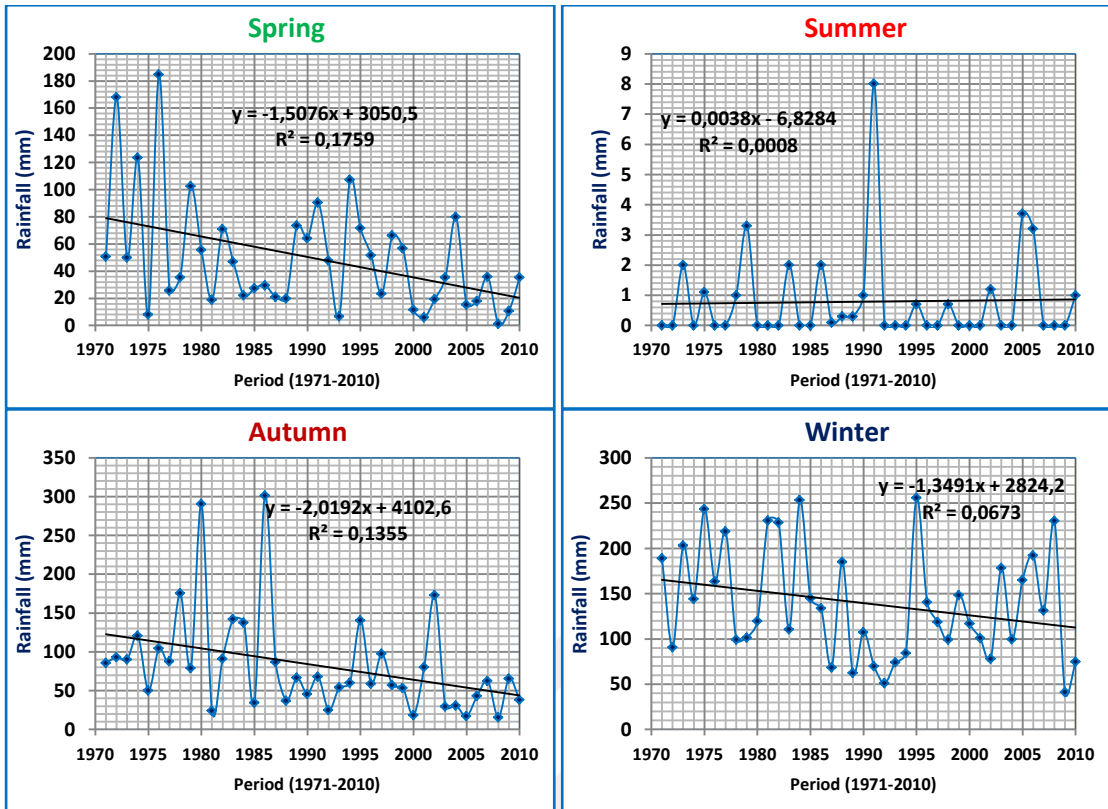 Spring
200
180
160
140
120
100
80
60
40
20
0
Rainfall (mm)
y = -1,5076x + 3050,5
R² = 0,1759
1970 1975 1980 1985 1990 1995 2000 2005 2010
Period (1971-2010)
Summer
9
8
7
6
5
4
3
2
1
0
Rainfall (mm)
y = 0,0038x - 6,8284
R² = 0,0008
1970 1975 1980 1985 1990 1995 2000 2005 2010
Period (1971-2010)
Autumn
350
300
250
200
150
100
50
0
Rainfall (mm)
y = -2,0192x + 4102,6
R² = 0,1355
1970 1975 1980 1985 1990 1995 2000 2005 2010
Period (1971-2010)
Winter
300
250
200
150
100
50
0
Rainfall (mm)
y = -1,3491x + 2824,2
R² = 0,0673
1970 1975 1980 1985 1990 1995 2000 2005 2010
Period (1971-2010)